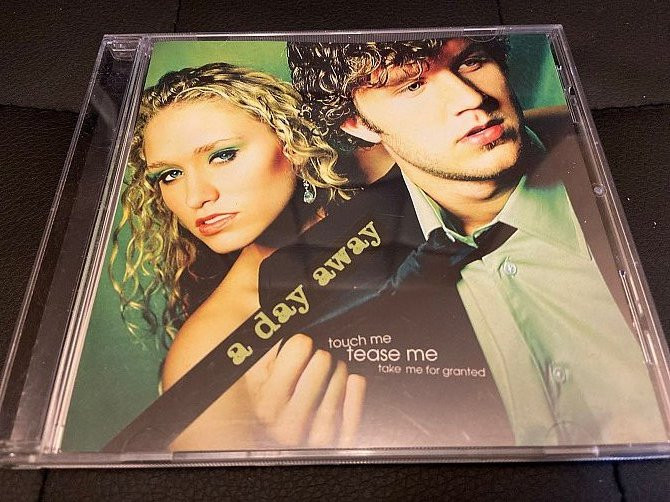 a day away
touch me
tease me
take me for granted